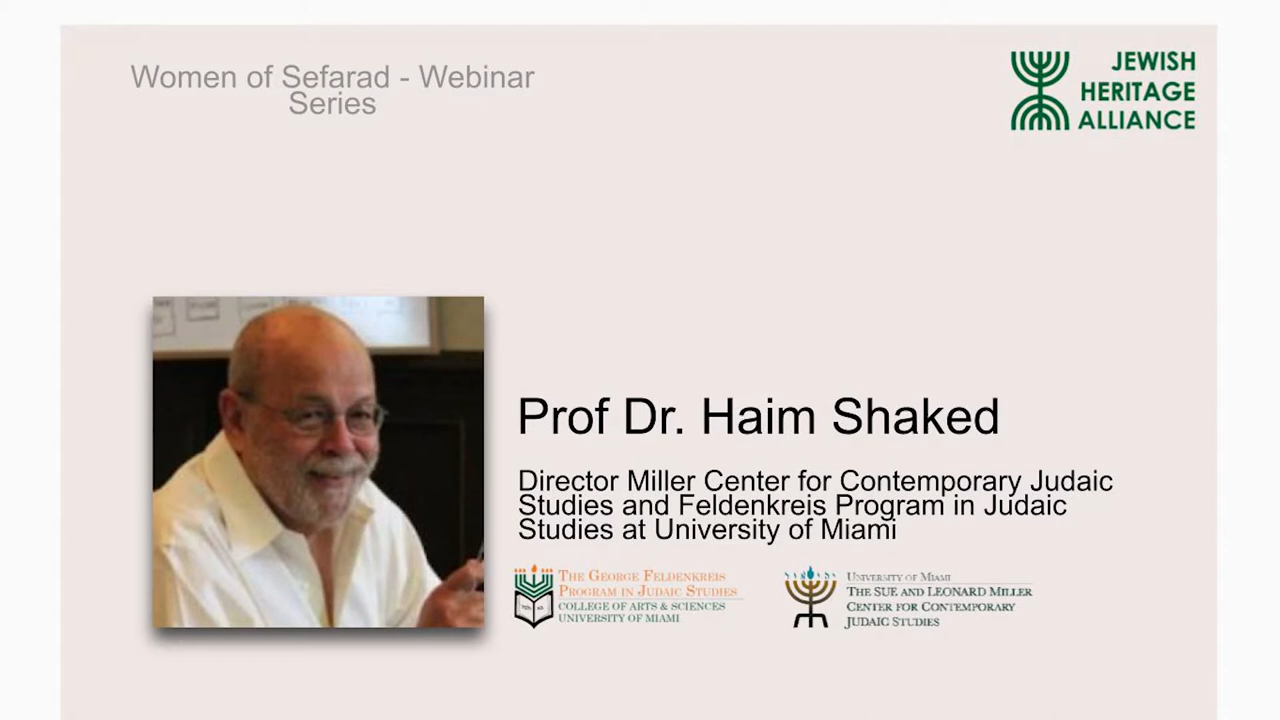 Women of Sefarad - Webinar
Series
JEWISH
HERITAGE
ALLIANCE
Prof Dr. Haim Shaked
Director Miller Center for Contemporary Judaic
Studies and Feldenkreis Program in Judaic
Studies at University of Miami
THE GEORGE FELDENKREIS
PROGRAM IN JUDAIC STUDIES
COLLEGE OF ARTS & SCIENCES
UNIVERSITY OF MIAMI
UNIVERSITY OF MIAMI
THE SUE AND LEONARD MILLER
CENTER FOR CONTEMPORARY
JUDAIC STUDIES